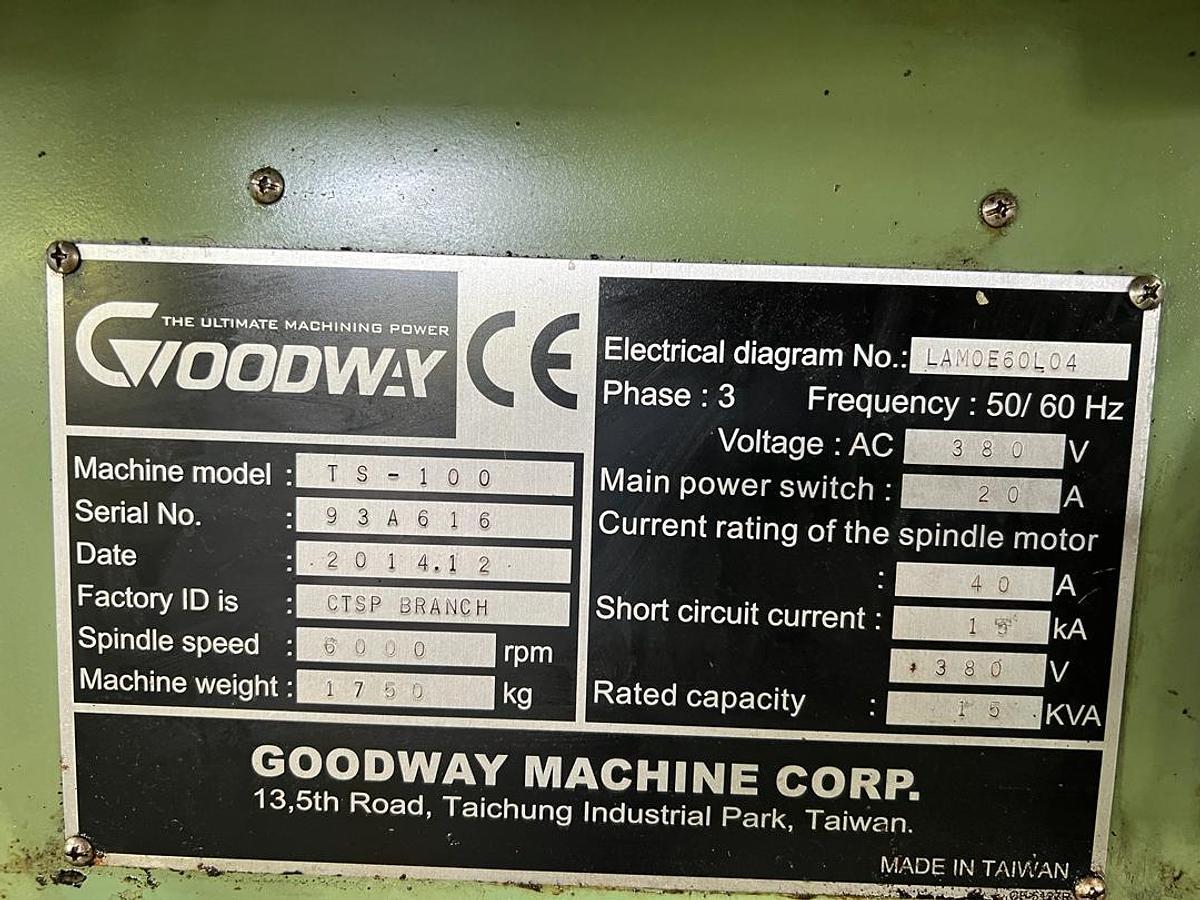 THE ULTIMATE MACHINING POWER
GOODWAY
CE
Machine model : TS-100
Serial No. : 93A616
Date : 2014.12
Factory ID is : CTSP BRANCH
Spindle speed : 6000 rpm
Machine weight : 1750 kg
Electrical diagram No.: LAM0E60L04
Phase : 3 Frequency : 50/ 60 Hz
Voltage : AC 380 V
Main power switch : 20 A
Current rating of the spindle motor
: 40 A
Short circuit current : 15 kA
380 V
Rated capacity : 15 KVA
GOODWAY MACHINE CORP.
13,5th Road, Taichung Industrial Park, Taiwan.
MADE IN TAIWAN